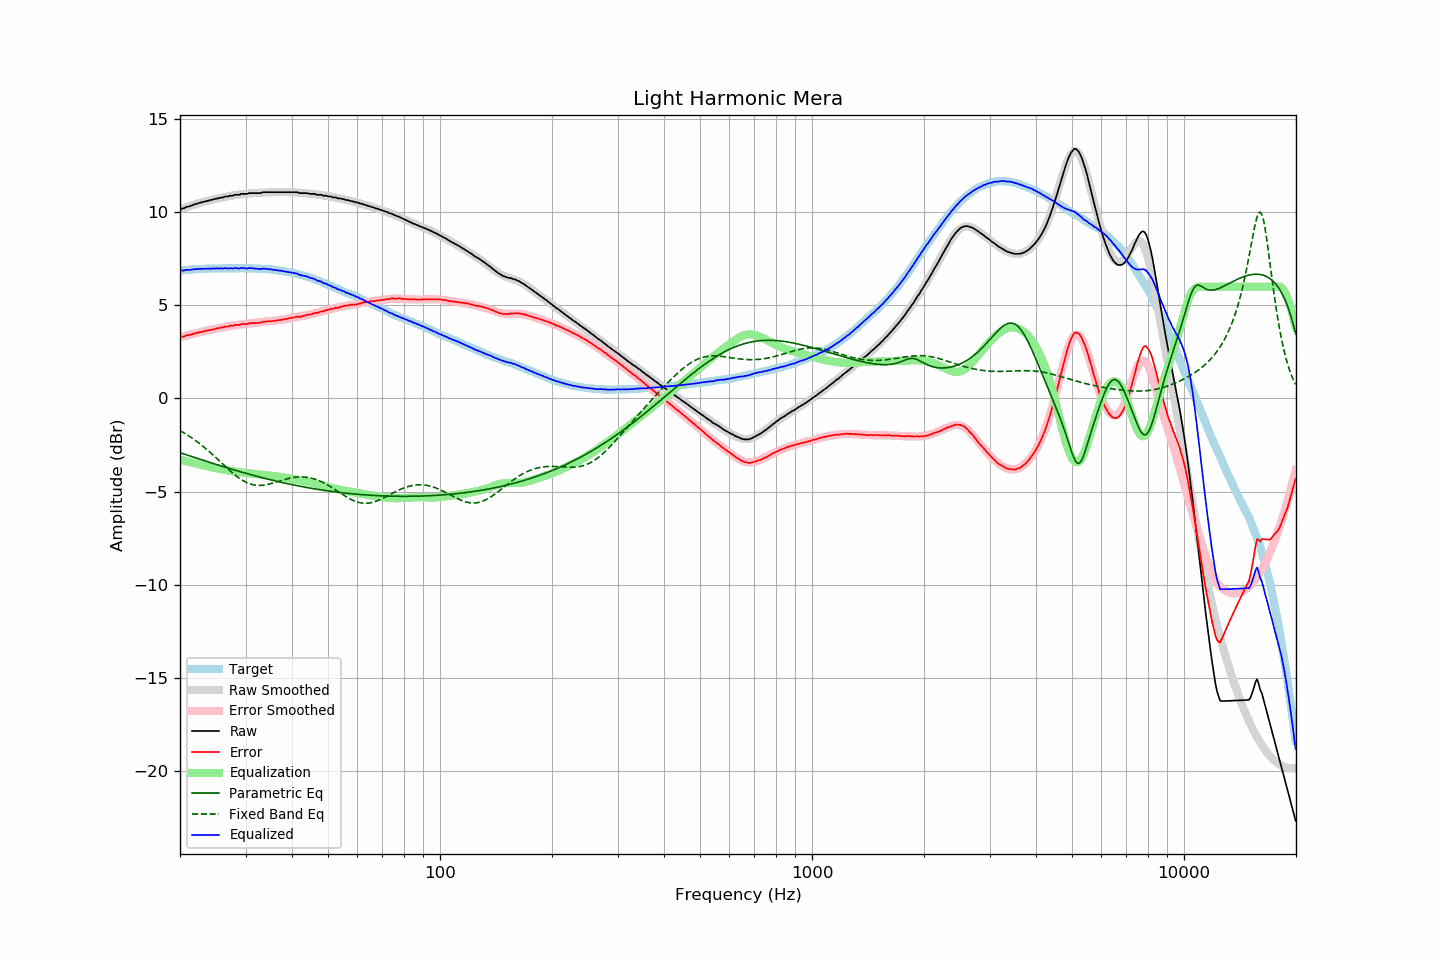 Light Harmonic Mera
15
10
5
0
−5
−10
−15
−20
Amplitude (dBr)
Target
Raw Smoothed
Error Smoothed
Raw
Error
Equalization
Parametric Eq
Fixed Band Eq
Equalized
100
1000
10000
Frequency (Hz)